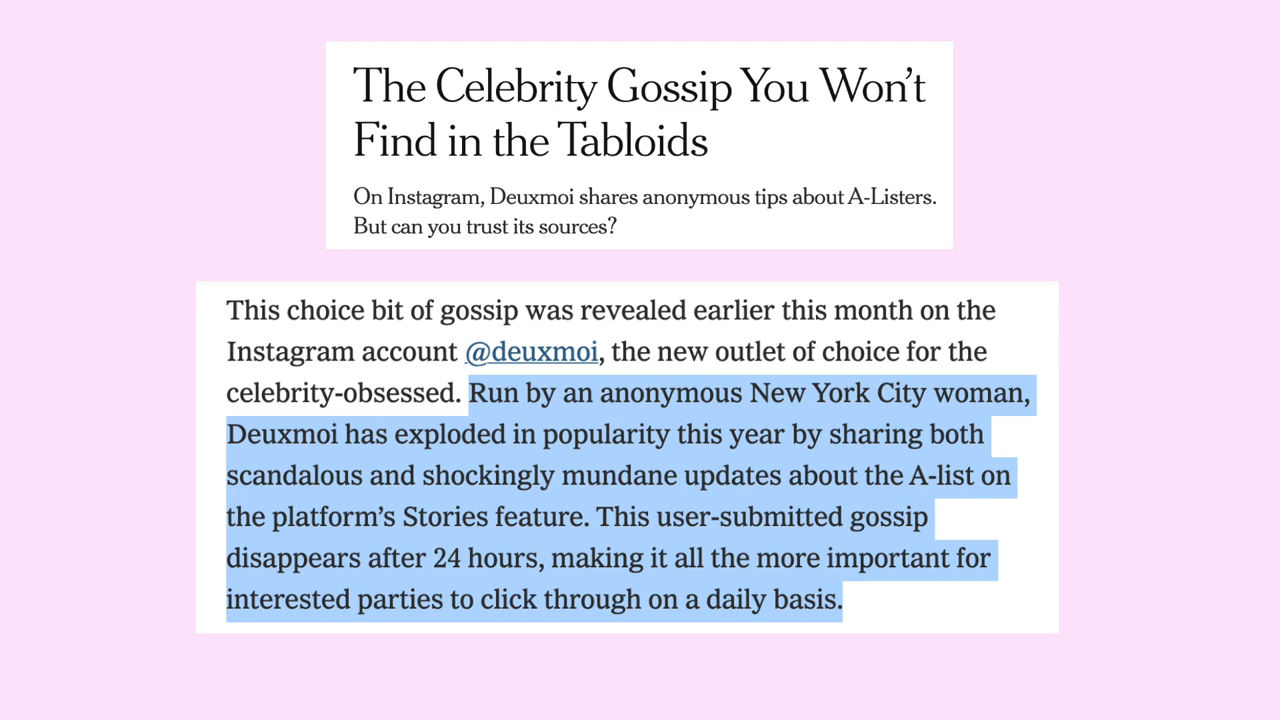 The Celebrity Gossip You Won’t
Find in the Tabloids
On Instagram, Deuxmoi shares anonymous tips about A-Listers.
But can you trust its sources?
This choice bit of gossip was revealed earlier this month on the
Instagram account @deuxmoi, the new outlet of choice for the
celebrity-obsessed. Run by an anonymous New York City woman,
Deuxmoi has exploded in popularity this year by sharing both
scandalous and shockingly mundane updates about the A-list on
the platform’s Stories feature. This user-submitted gossip
disappears after 24 hours, making it all the more important for
interested parties to click through on a daily basis.